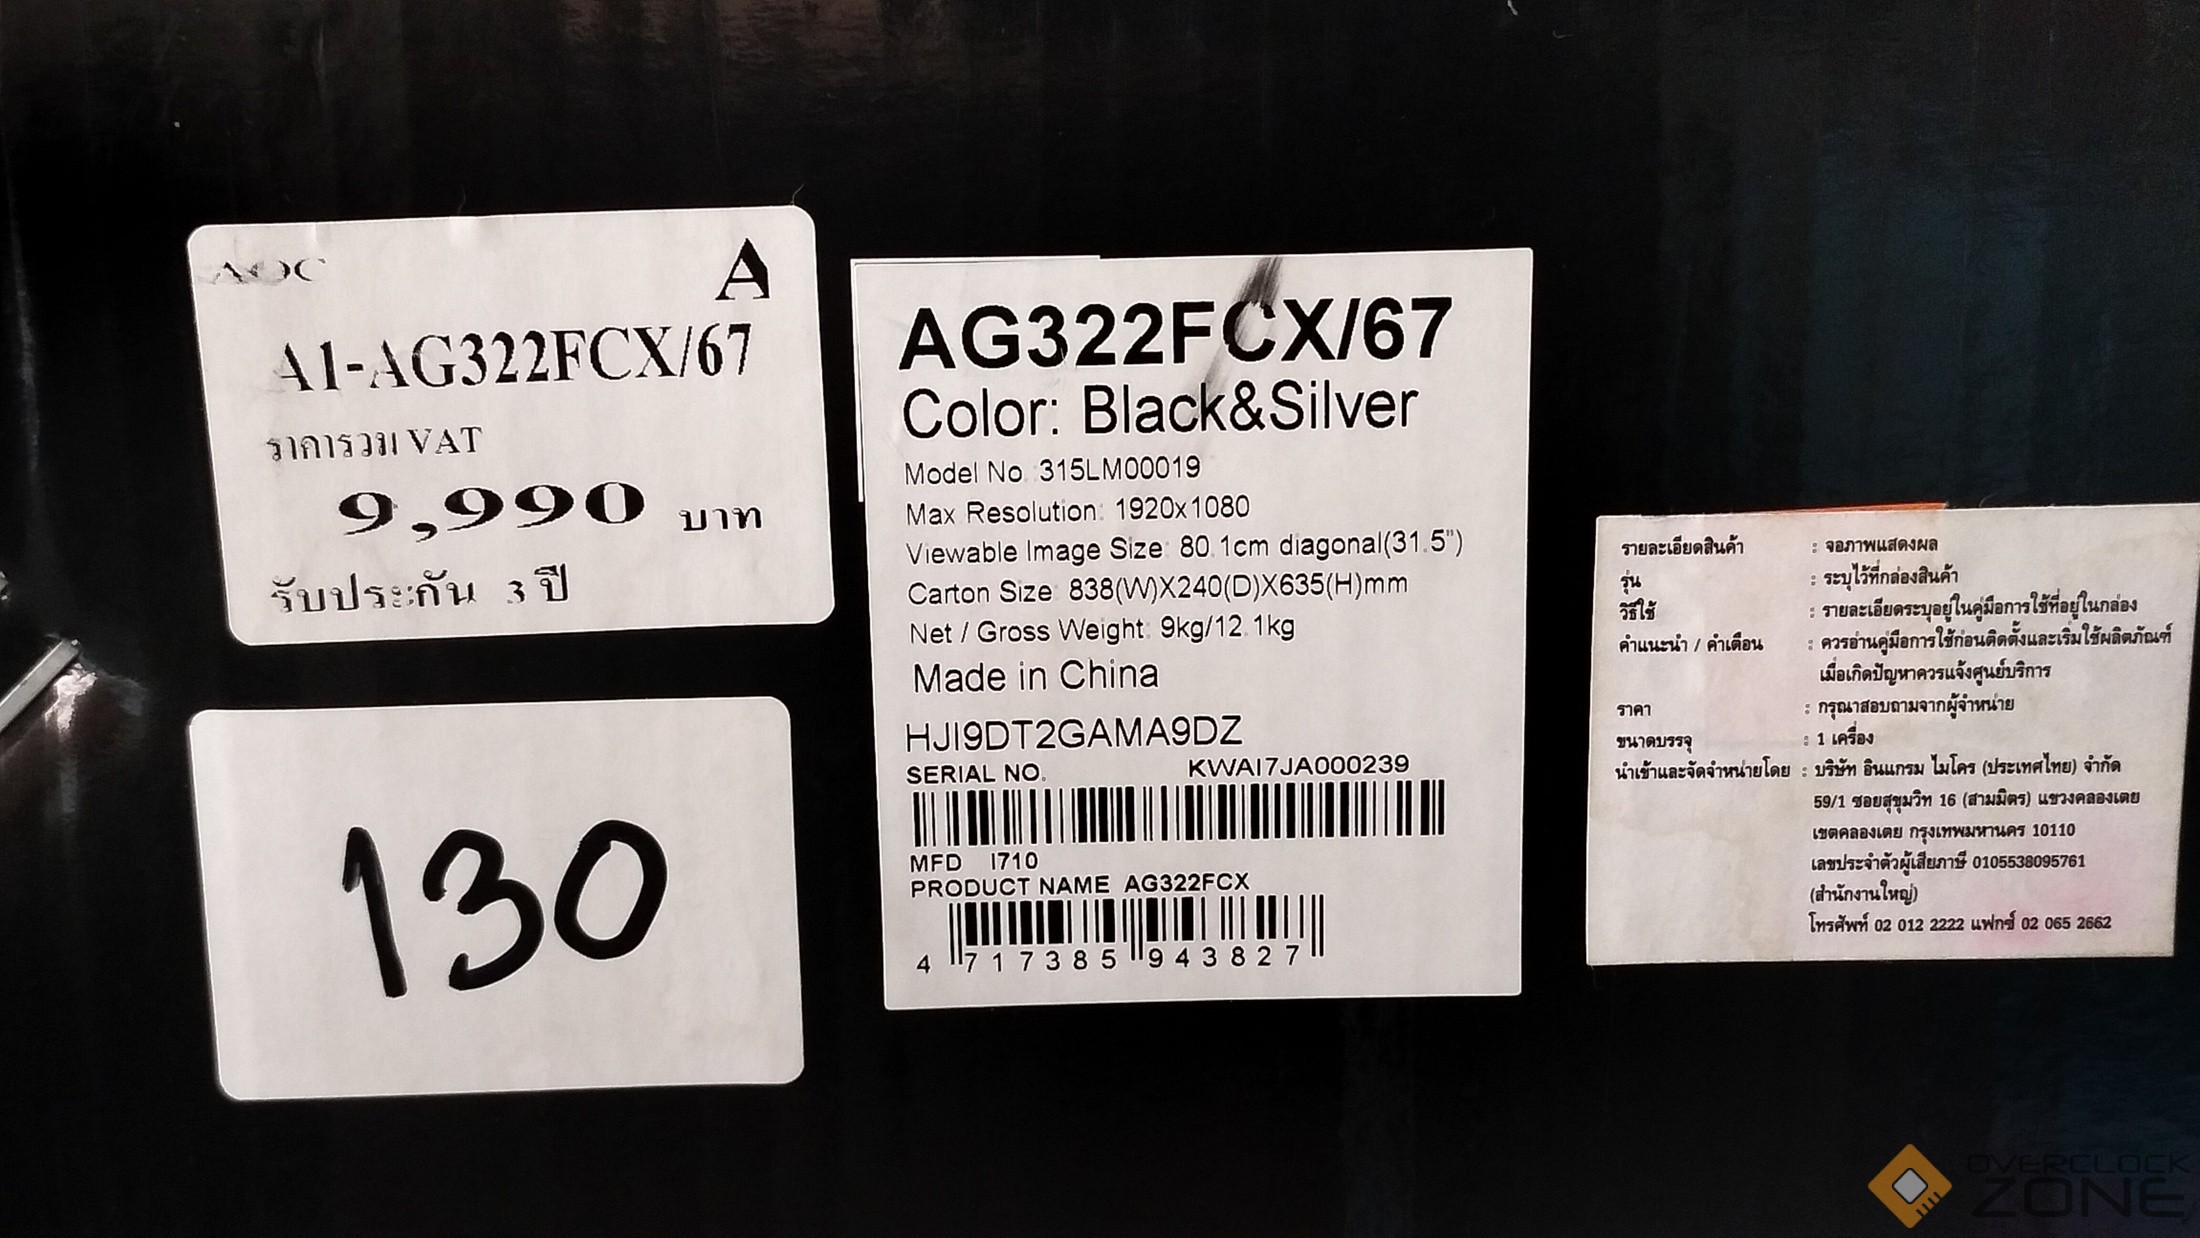 AOC
A
A1-AG322FCX/67
ราคารวม VAT
9,990 บาท
รับประกัน 3 ปี
130
AG322FCX/67
Color: Black&Silver
Model No. 315LM00019
Max Resolution: 1920x1080
Viewable Image Size: 80.1cm diagonal(31.5")
Carton Size: 838(W)X240(D)X635(H)mm
Net / Gross Weight: 9kg/12.1kg
Made in China
HJI9DT2GAMA9DZ
SERIAL NO. KWAI7JA000239
MFD I710
PRODUCT NAME AG322FCX
4 717385 943827
รายละเอียดสินค้า : จอภาพแสดงผล
รุ่น : ระบุไว้ที่กล่องสินค้า
วิธีใช้ : รายละเอียดระบุอยู่ในคู่มือการใช้ที่อยู่ในกล่อง
คำแนะนำ / คำเตือน : ควรอ่านคู่มือการใช้ก่อนติดตั้งและเริ่มใช้ผลิตภัณฑ์
เมื่อเกิดปัญหาควรแจ้งศูนย์บริการ
ราคา : กรุณาสอบถามจากผู้จำหน่าย
ขนาดบรรจุ : 1 เครื่อง
นำเข้าและจัดจำหน่ายโดย : บริษัท อินแกรม ไมโคร (ประเทศไทย) จำกัด
59/1 ซอยสุขุมวิท 16 (สามมิตร) แขวงคลองเตย
เขตคลองเตย กรุงเทพมหานคร 10110
เลขประจำตัวผู้เสียภาษี 0105538095761
(สำนักงานใหญ่)
โทรศัพท์ 02 012 2222 แฟกซ์ 02 065 2662
OVERCLOCK
ZONE